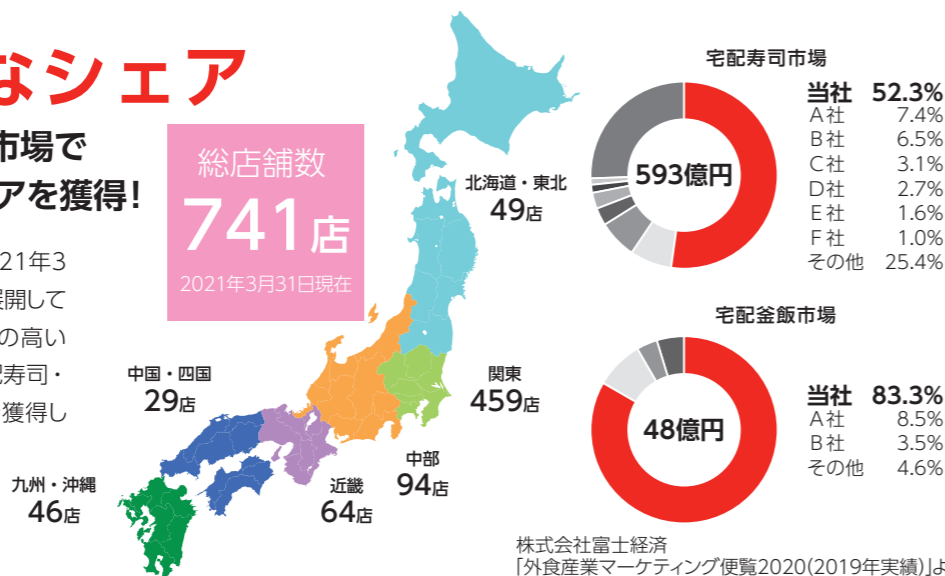 なシェア
市場で
アを獲得!
21年3
展開して
の高い
配寿司・
獲得し
総店舗数
741店
2021年3月31日現在
北海道・東北
49店
関東
459店
中部
94店
近畿
64店
中国・四国
29店
九州・沖縄
46店
宅配寿司市場
593億円
当社 52.3%
A社 7.4%
B社 6.5%
C社 3.1%
D社 2.7%
E社 1.6%
F社 1.0%
その他 25.4%
宅配釜飯市場
48億円
当社 83.3%
A社 8.5%
B社 3.5%
その他 4.6%
株式会社富士経済
「外食産業マーケティング便覧2020(2019年実績)」よ